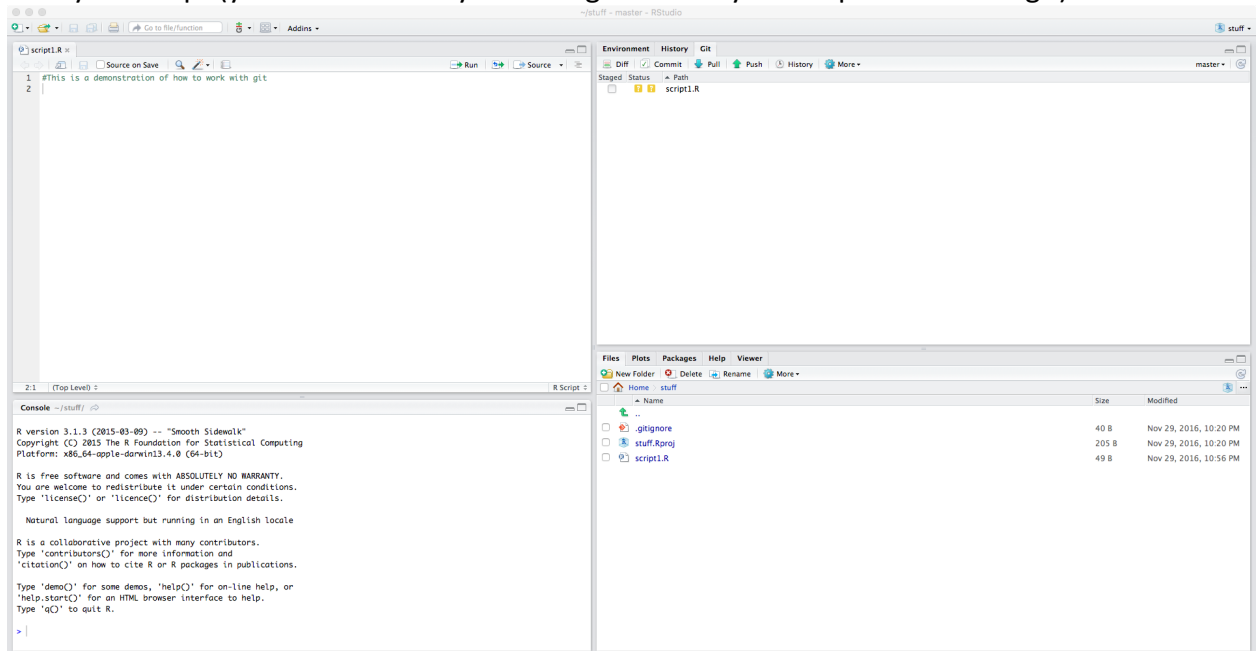 ~/stuff - master - RStudio
Go to file/function Addins stuff
script1.R
Source on Save Run Source
1 #This is a demonstration of how to work with git
2
2:1 (Top Level) R Script
Console ~/stuff/
R version 3.1.3 (2015-03-09) -- "Smooth Sidewalk"
Copyright (C) 2015 The R Foundation for Statistical Computing
Platform: x86_64-apple-darwin13.4.0 (64-bit)
R is free software and comes with ABSOLUTELY NO WARRANTY.
You are welcome to redistribute it under certain conditions.
Type 'license()' or 'licence()' for distribution details.
Natural language support but running in an English locale
R is a collaborative project with many contributors.
Type 'contributors()' for more information and
'citation()' on how to cite R or R packages in publications.
Type 'demo()' for some demos, 'help()' for on-line help, or
'help.start()' for an HTML browser interface to help.
Type 'q()' to quit R.
>
Environment History Git
Diff Commit Pull Push History More master
Staged Status Path
? ? script1.R
Files Plots Packages Help Viewer
New Folder Delete Rename More
Home stuff
Name Size Modified
..
.gitignore 40 B Nov 29, 2016, 10:20 PM
stuff.Rproj 205 B Nov 29, 2016, 10:20 PM
script1.R 49 B Nov 29, 2016, 10:56 PM